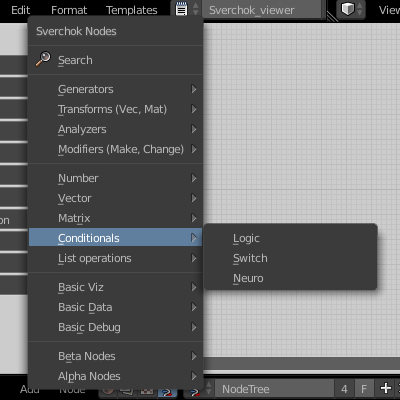 Edit Format Templates Sverchok_viewer View
Sverchok Nodes
Search
Generators
Transforms (Vec, Mat)
Analyzers
Modifiers (Make, Change)
Number
Vector
on
Matrix
Conditionals
List operations
Logic
Switch
Neuro
Basic Viz
Basic Data
Basic Debug
Beta Nodes
Alpha Nodes
Add Node NodeTree 4 F